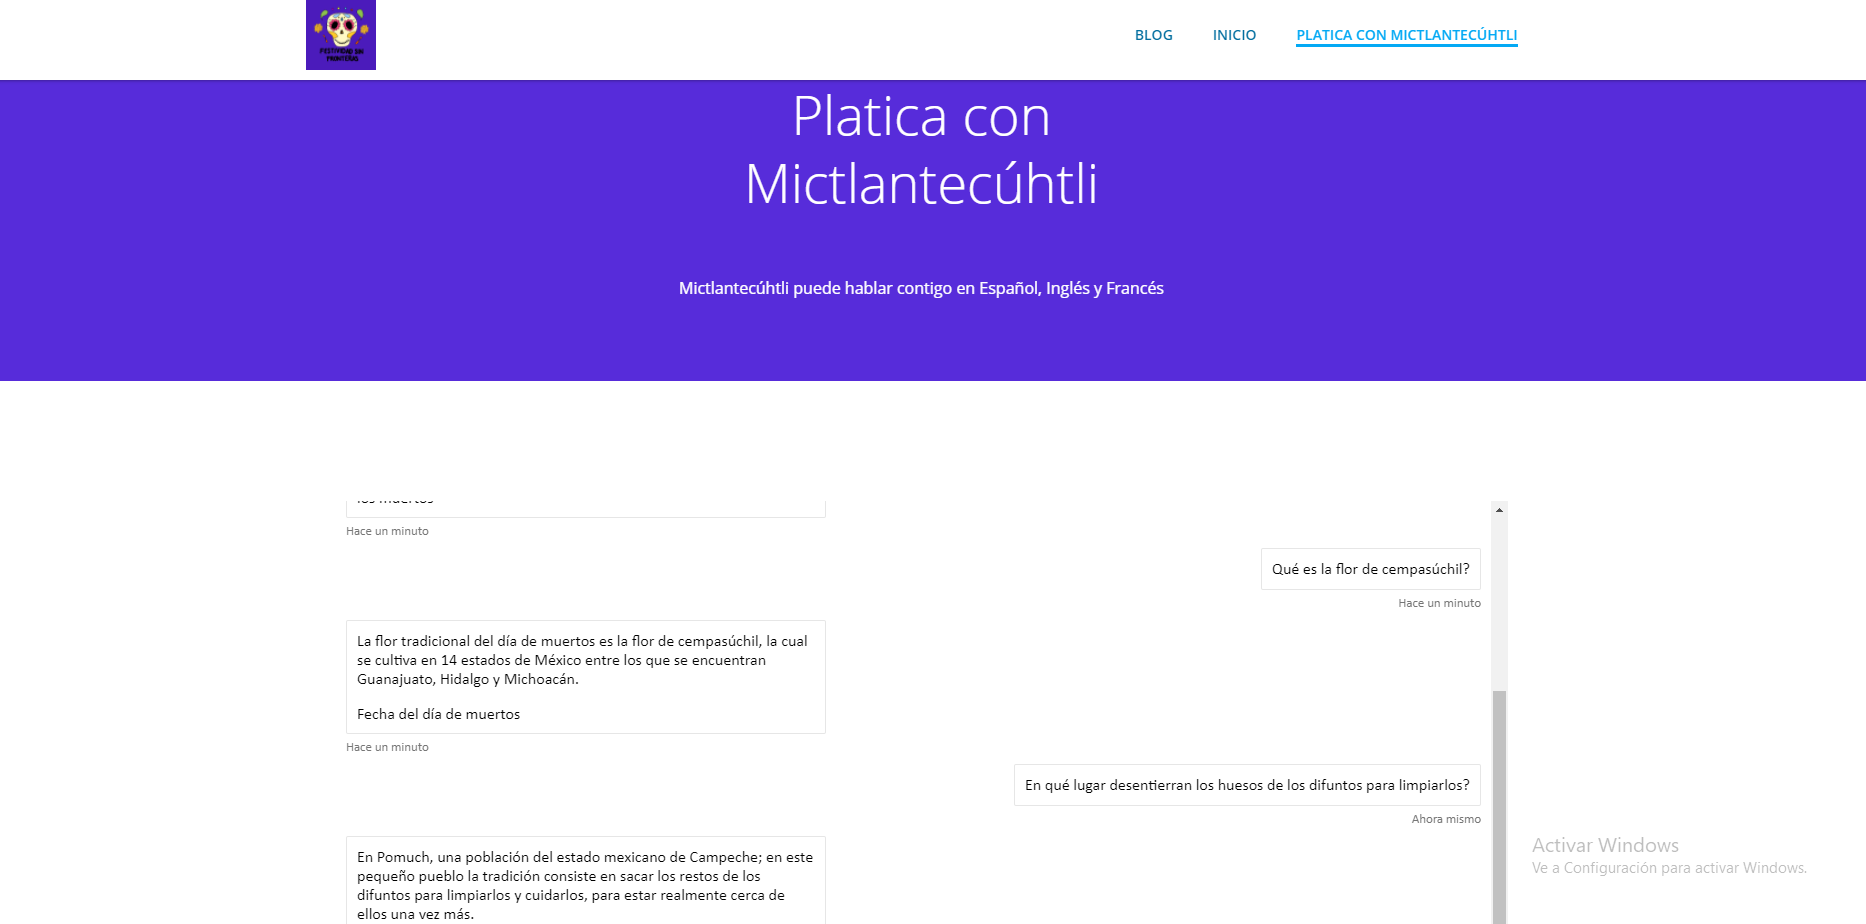 FESTIVIDAD SIN
FRONTERAS
BLOG
INICIO
PLATICA CON MICTLANTECÚHTLI
Platica con
Mictlantecúhtli
Mictlantecúhtli puede hablar contigo en Español, Inglés y Francés
los muertos
Hace un minuto
Qué es la flor de cempasúchil?
Hace un minuto
La flor tradicional del día de muertos es la flor de cempasúchil, la cual
se cultiva en 14 estados de México entre los que se encuentran
Guanajuato, Hidalgo y Michoacán.
Fecha del día de muertos
Hace un minuto
En qué lugar desentierran los huesos de los difuntos para limpiarlos?
Ahora mismo
En Pomuch, una población del estado mexicano de Campeche; en este
pequeño pueblo la tradición consiste en sacar los restos de los
difuntos para limpiarlos y cuidarlos, para estar realmente cerca de
ellos una vez más.
Activar Windows
Ve a Configuración para activar Windows.